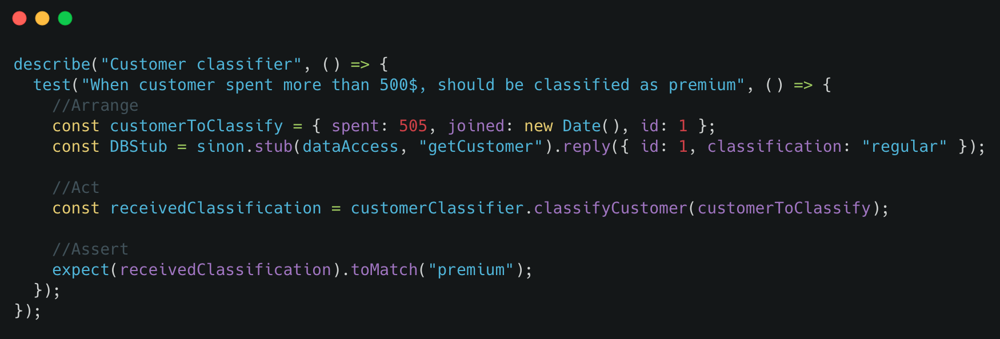 describe("Customer classifier", () => {
  test("When customer spent more than 500$, should be classified as premium", () => {
    //Arrange
    const customerToClassify = { spent: 505, joined: new Date(), id: 1 };
    const DBStub = sinon.stub(dataAccess, "getCustomer").reply({ id: 1, classification: "regular" });

    //Act
    const receivedClassification = customerClassifier.classifyCustomer(customerToClassify);

    //Assert
    expect(receivedClassification).toMatch("premium");
  });
});